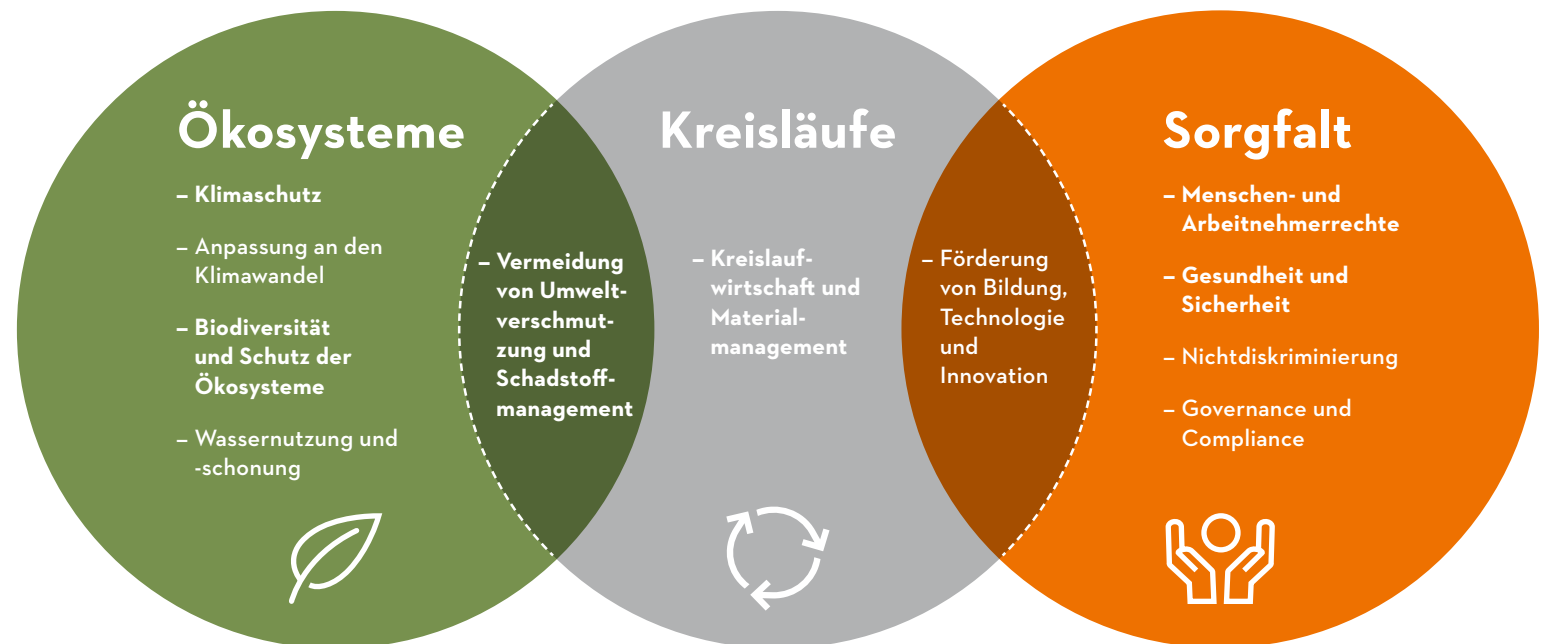 Ökosysteme
– Klimaschutz
– Anpassung an den
Klimawandel
– Biodiversität
und Schutz der
Ökosysteme
– Wassernutzung und
-schonung
– Vermeidung
von Umwelt-
verschmut-
zung und
Schadstoff-
management
Kreisläufe
– Kreislauf-
wirtschaft und
Material-
management
– Förderung
von Bildung,
Technologie
und
Innovation
Sorgfalt
– Menschen- und
Arbeitnehmerrechte
– Gesundheit und
Sicherheit
– Nichtdiskriminierung
– Governance und
Compliance